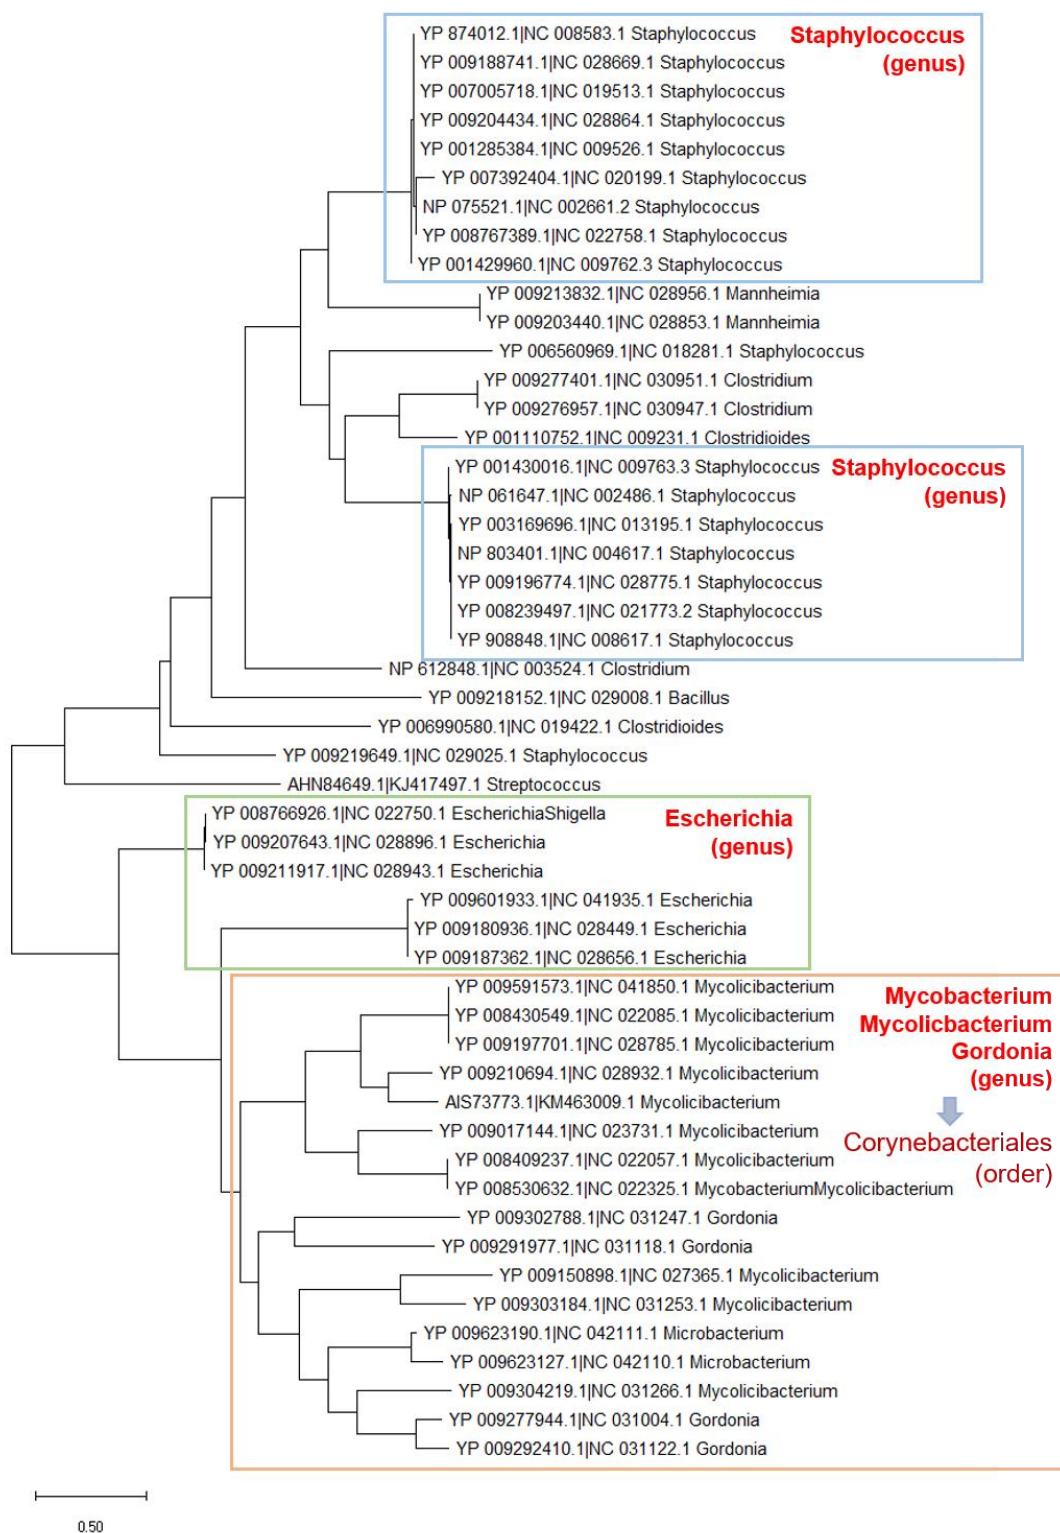 YP 874012.1|NC 008583.1 Staphylococcus
Staphylococcus
YP 009188741.1|NC 028669.1 Staphylococcus
(genus)
YP 007005718.1|NC 019513.1 Staphylococcus
YP 009204434.1|NC 028864.1 Staphylococcus
YP 001285384.1|NC 009526.1 Staphylococcus
YP 007392404.1|NC 020199.1 Staphylococcus
NP 075521.1|NC 002661.2 Staphylococcus
YP 008767389.1|NC 022758.1 Staphylococcus
YP 001429960.1|NC 009762.3 Staphylococcus
YP 009213832.1|NC 028956.1 Mannheimia
YP 009203440.1|NC 028853.1 Mannheimia
YP 006560969.1|NC 018281.1 Staphylococcus
YP 009277401.1|NC 030951.1 Clostridium
YP 009276957.1|NC 030947.1 Clostridium
YP 001110752.1|NC 009231.1 Clostridioides
YP 001430016.1|NC 009763.3 Staphylococcus
Staphylococcus
NP 061647.1|NC 002486.1 Staphylococcus
(genus)
YP 003169696.1|NC 013195.1 Staphylococcus
NP 803401.1|NC 004617.1 Staphylococcus
YP 009196774.1|NC 028775.1 Staphylococcus
YP 008239497.1|NC 021773.2 Staphylococcus
YP 908848.1|NC 008617.1 Staphylococcus
NP 612848.1|NC 003524.1 Clostridium
YP 009218152.1|NC 029008.1 Bacillus
YP 006990580.1|NC 019422.1 Clostridioides
YP 009219649.1|NC 029025.1 Staphylococcus
AHN84649.1|KJ417497.1 Streptococcus
YP 008766926.1|NC 022750.1 EscherichiaShigella
Escherichia
YP 009207643.1|NC 028896.1 Escherichia
(genus)
YP 009211917.1|NC 028943.1 Escherichia
YP 009601933.1|NC 041935.1 Escherichia
YP 009180936.1|NC 028449.1 Escherichia
YP 009187362.1|NC 028656.1 Escherichia
YP 009591573.1|NC 041850.1 Mycolicibacterium
Mycobacterium
YP 008430549.1|NC 022085.1 Mycolicibacterium
Mycolicbacterium
YP 009197701.1|NC 028785.1 Mycolicibacterium
Gordonia
YP 009210694.1|NC 028932.1 Mycolicibacterium
(genus)
AIS73773.1|KM463009.1 Mycolicibacterium
YP 009017144.1|NC 023731.1 Mycolicibacterium
Corynebacteriales
YP 008409237.1|NC 022057.1 Mycolicibacterium
(order)
YP 008530632.1|NC 022325.1 MycobacteriumMycolicibacterium
YP 009302788.1|NC 031247.1 Gordonia
YP 009291977.1|NC 031118.1 Gordonia
YP 009150898.1|NC 027365.1 Mycolicibacterium
YP 009303184.1|NC 031253.1 Mycolicibacterium
YP 009623190.1|NC 042111.1 Microbacterium
YP 009623127.1|NC 042110.1 Microbacterium
YP 009304219.1|NC 031266.1 Mycolicibacterium
YP 009277944.1|NC 031004.1 Gordonia
YP 009292410.1|NC 031122.1 Gordonia
0.50